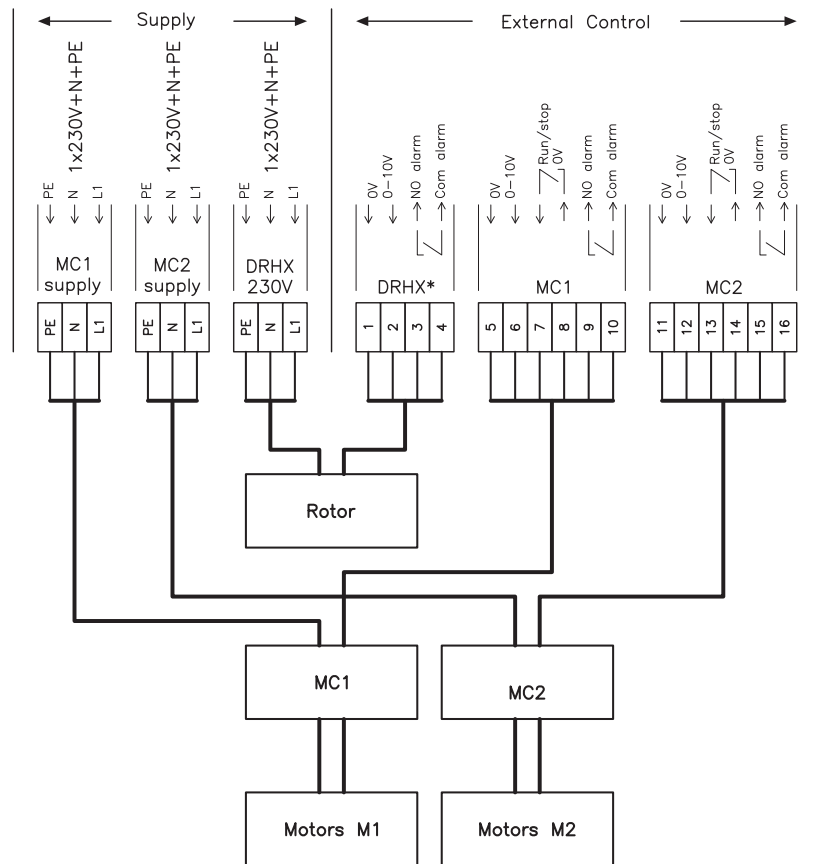 Supply
External Control
1x230V+N+PE
1x230V+N+PE
1x230V+N+PE
PE
N
L1
PE
N
L1
PE
N
L1
0V
0-10V
NO alarm
Com alarm
0V
0-10V
Run/stop
0V
NO alarm
Com alarm
0V
0-10V
Run/stop
0V
NO alarm
Com alarm
MC1
supply
MC2
supply
DRHX
230V
DRHX*
MC1
MC2
PE
N
L1
PE
N
L1
PE
N
L1
1
2
3
4
5
6
7
8
9
10
11
12
13
14
15
16
Rotor
MC1
MC2
Motors M1
Motors M2